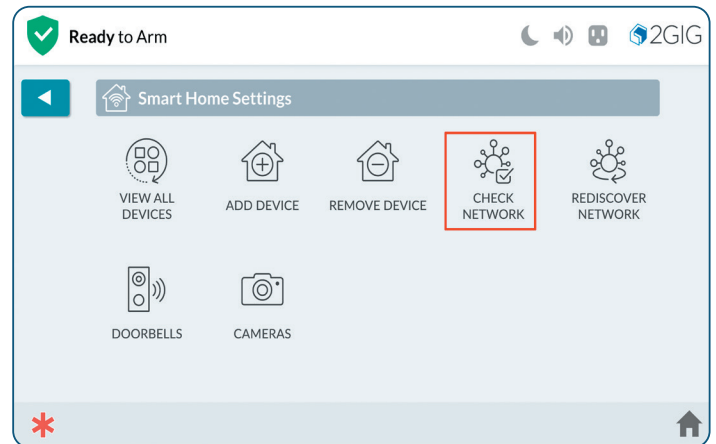 Ready to Arm
2GIG
Smart Home Settings
VIEW ALL
DEVICES
ADD DEVICE
REMOVE DEVICE
CHECK
NETWORK
REDISCOVER
NETWORK
DOORBELLS
CAMERAS